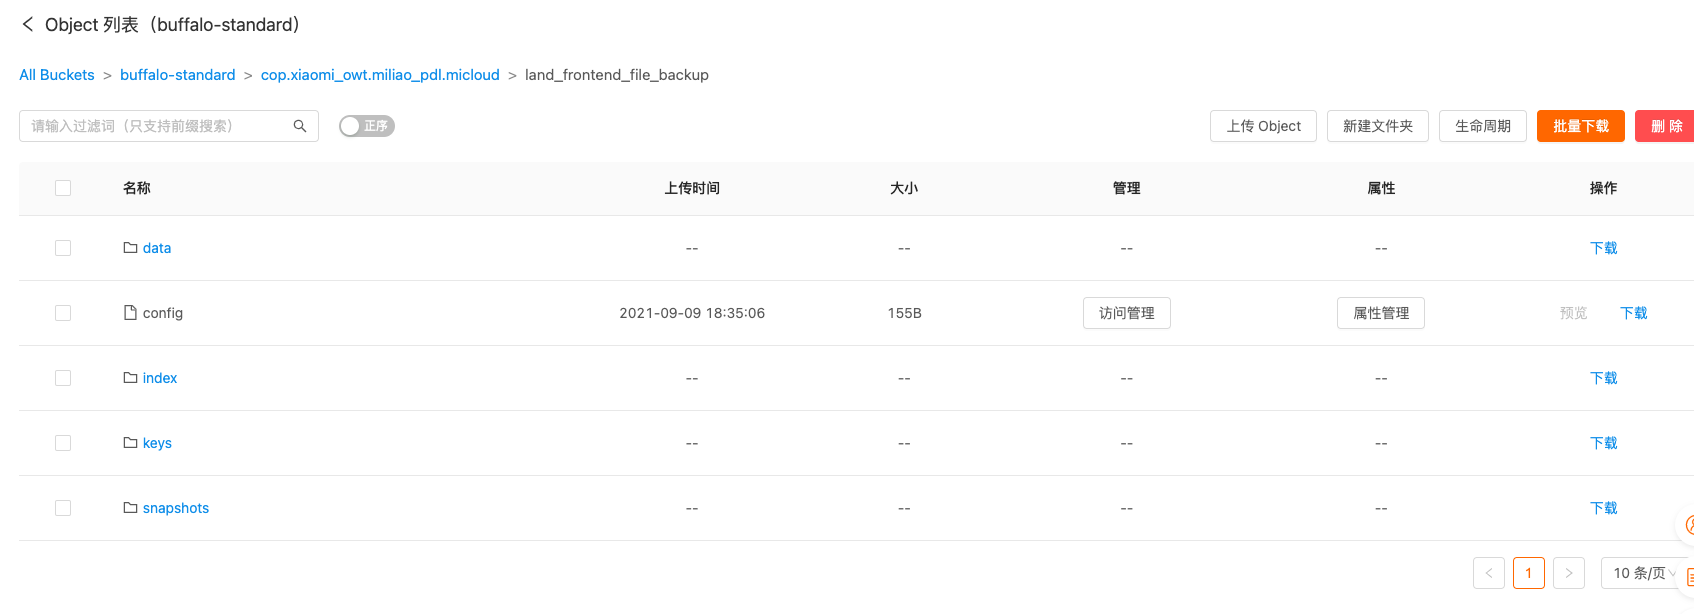 Object 列表（buffalo-standard）
All Buckets > buffalo-standard > cop.xiaomi_owt.miliao_pdl.micloud > land_frontend_file_backup
请输入过滤词（只支持前缀搜索） 正序 上传 Object 新建文件夹 生命周期 批量下载 删 除
名称 上传时间 大小 管理 属性 操作
data -- -- -- -- 下载
config 2021-09-09 18:35:06 155B 访问管理 属性管理 预览 下载
index -- -- -- -- 下载
keys -- -- -- -- 下载
snapshots -- -- -- -- 下载
< 1 > 10 条/页